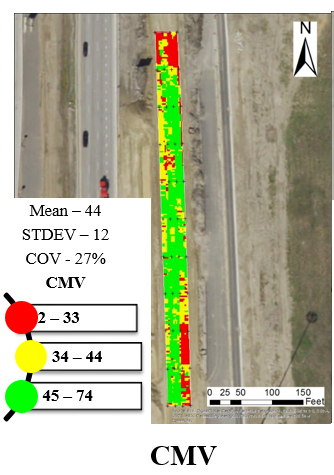 N
Mean – 44
STDEV – 12
COV - 27%
CMV
2 – 33
34 – 44
45 – 74
0 25 50 100 150
Feet
CMV